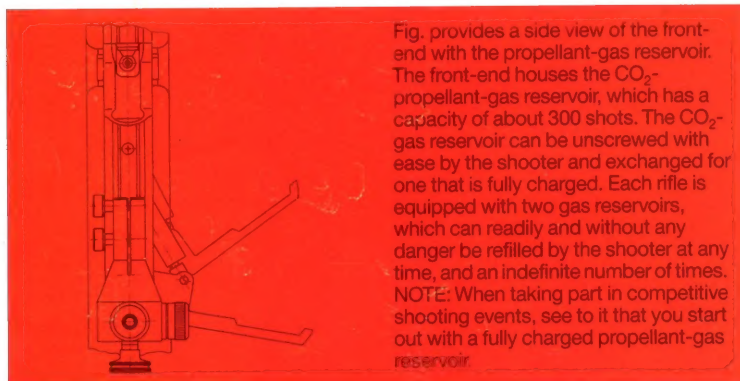 Fig. provides a side view of the front-
end with the propellant-gas reservoir.
The front-end houses the CO₂-
propellant-gas reservoir, which has a
capacity of about 300 shots. The CO₂-
gas reservoir can be unscrewed with
ease by the shooter and exchanged for
one that is fully charged. Each rifle is
equipped with two gas reservoirs,
which can readily and without any
danger be refilled by the shooter at any
time, and an indefinite number of times.
NOTE: When taking part in competitive
shooting events, see to it that you start
out with a fully charged propellant-gas
reservoir.